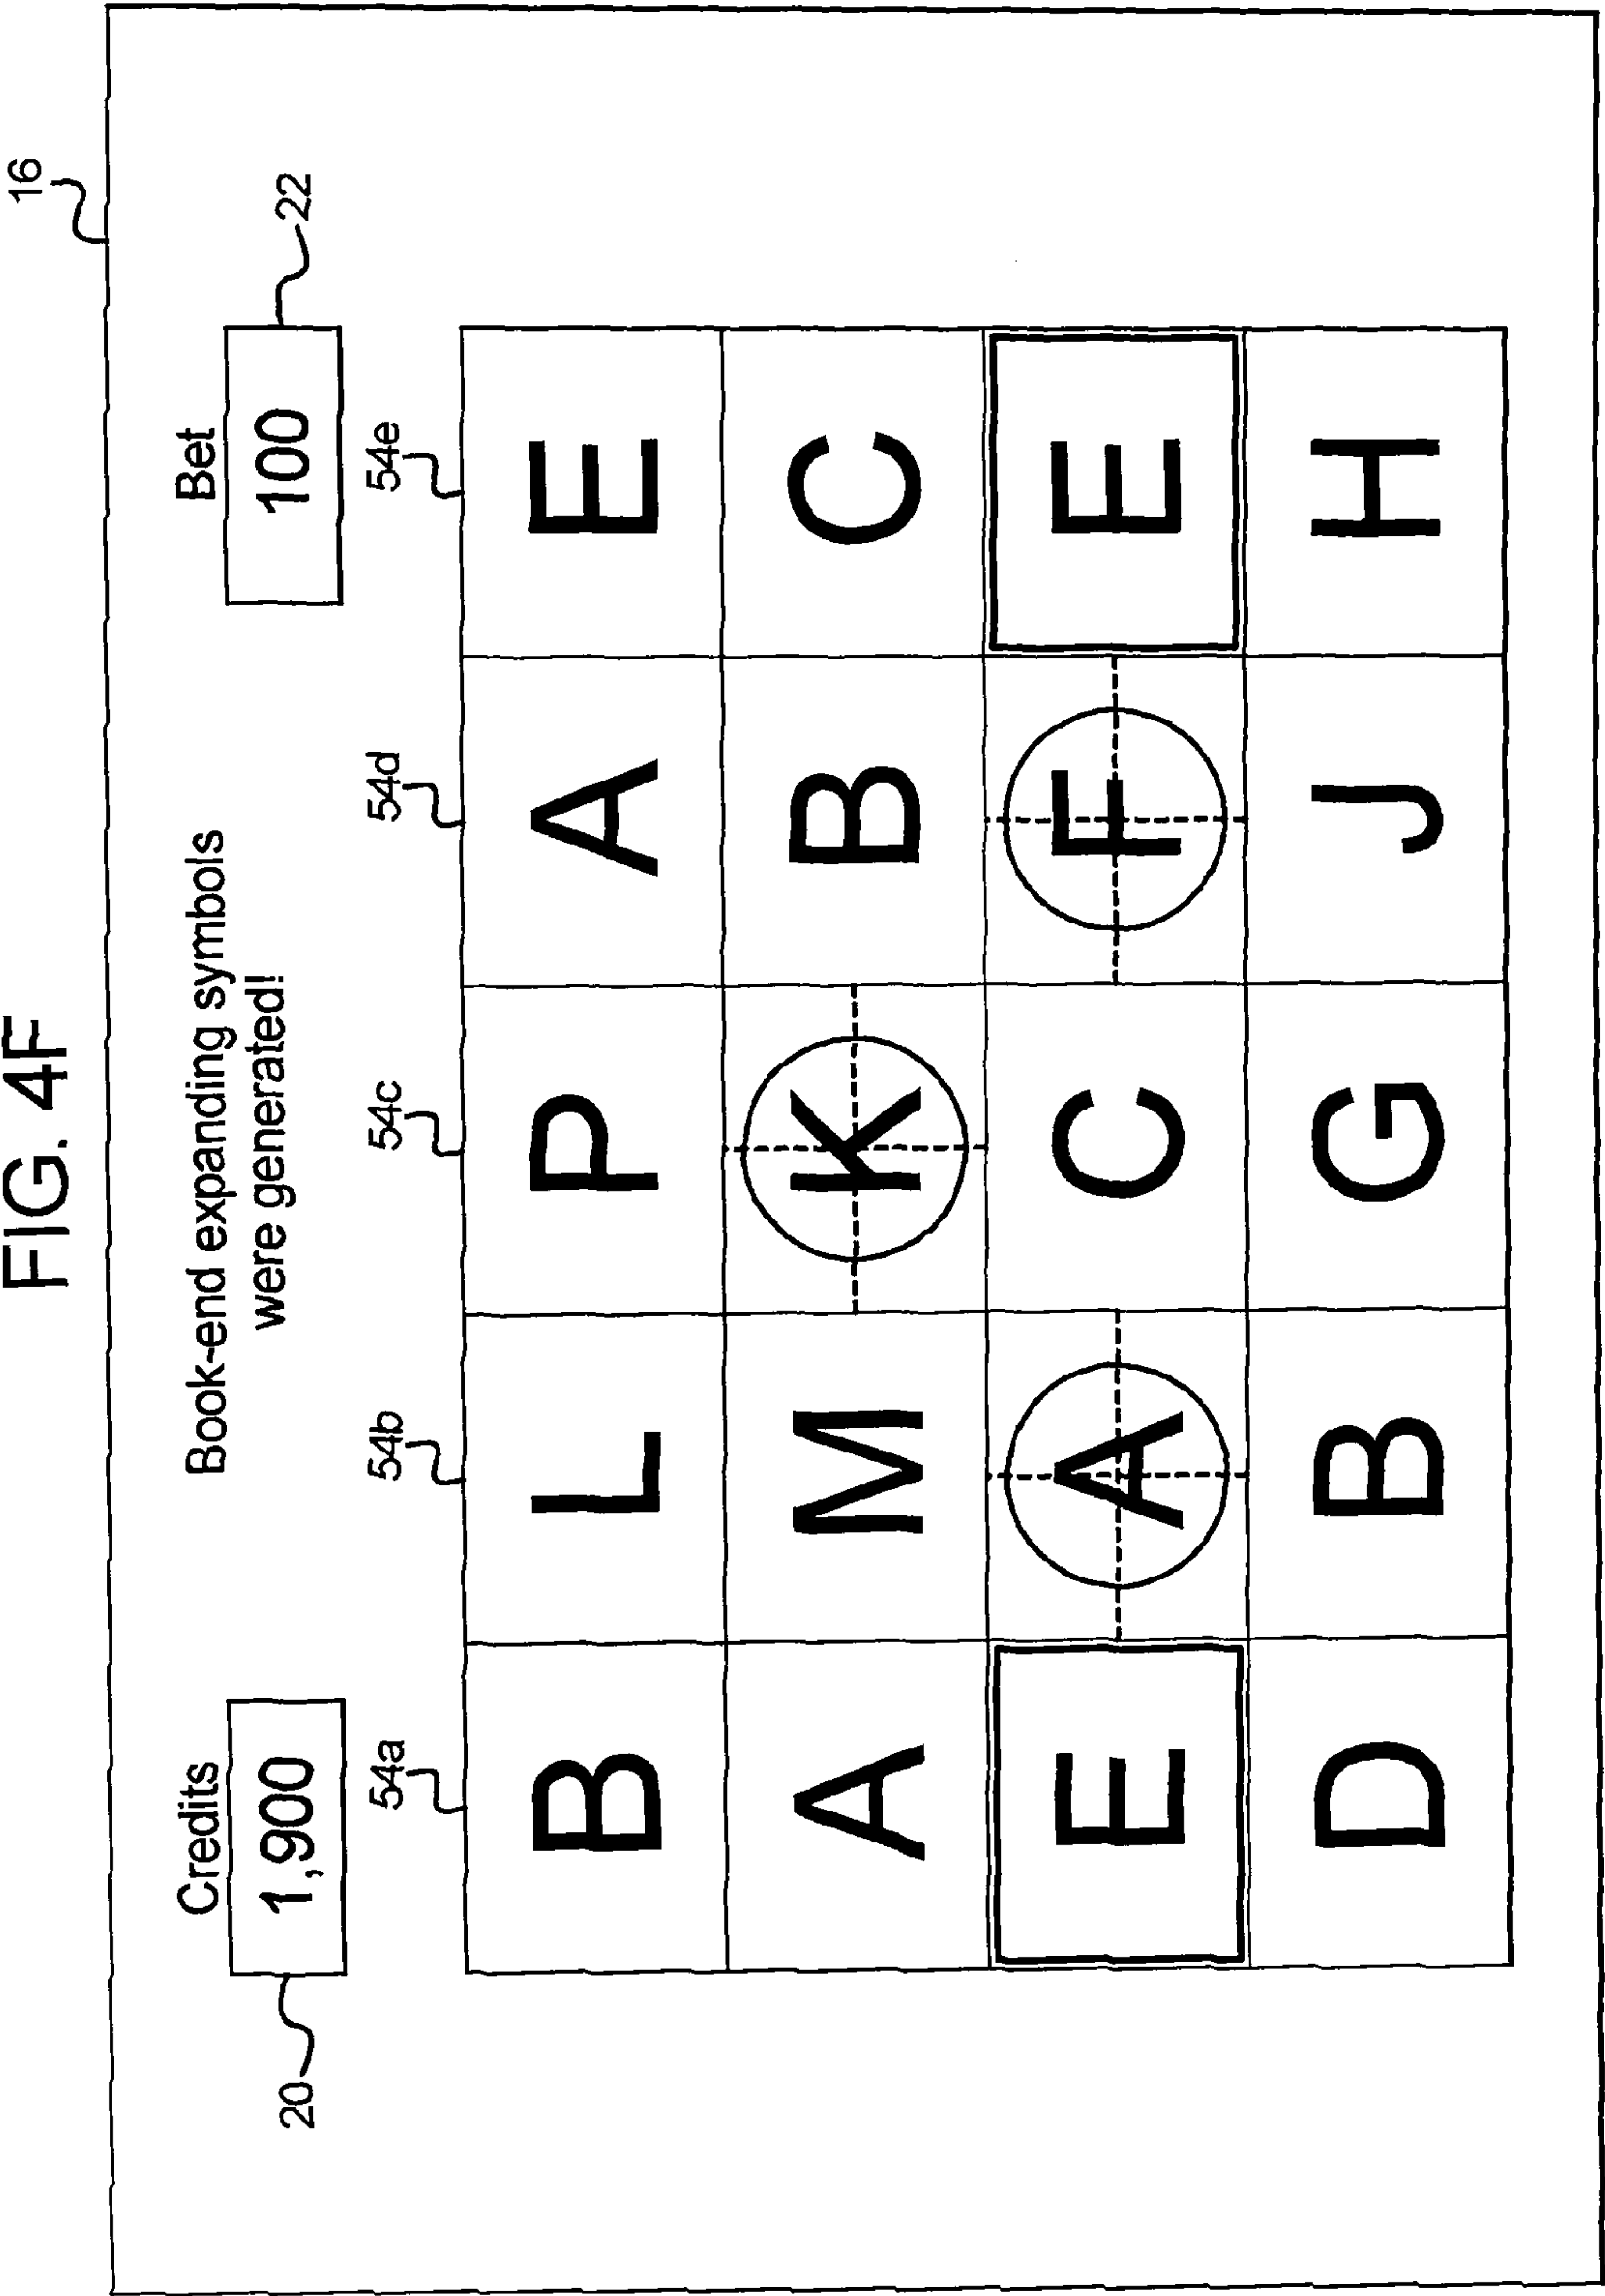 FIG. 4F
16
Credits
1,900
20
Book-end expanding symbols
were generated!
Bet
100
22
54a 54b 54c 54d 54e
B L P A E
A M K B C
E A C F E
D B G J H